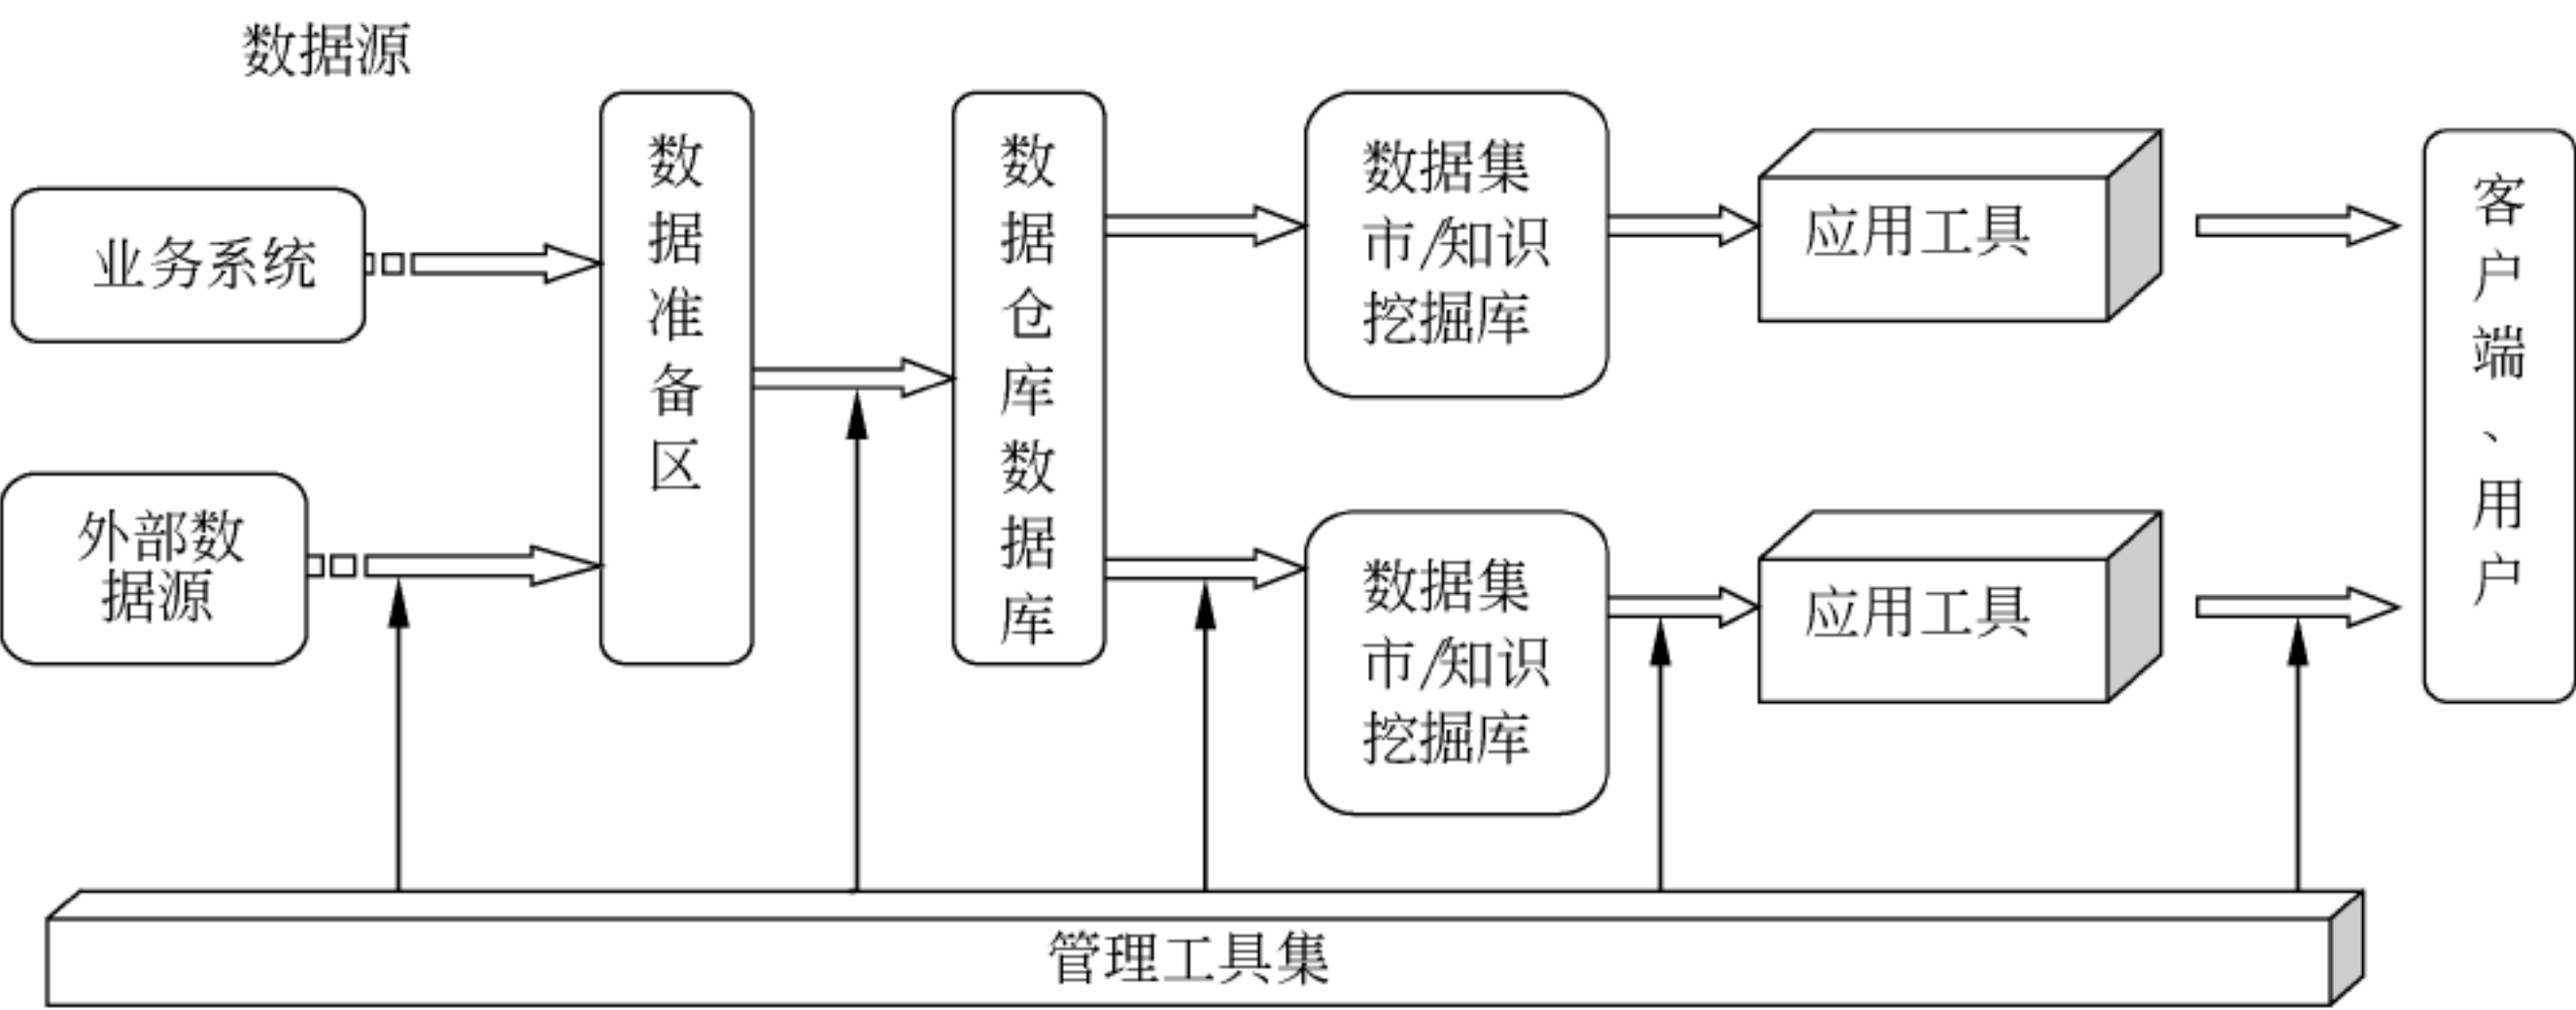 数据源
业务系统
外部数
据源
数据准备区
数据仓库数据库
数据集
市/知识
挖掘库
应用工具
数据集
市/知识
挖掘库
应用工具
客户端、用户
管理工具集